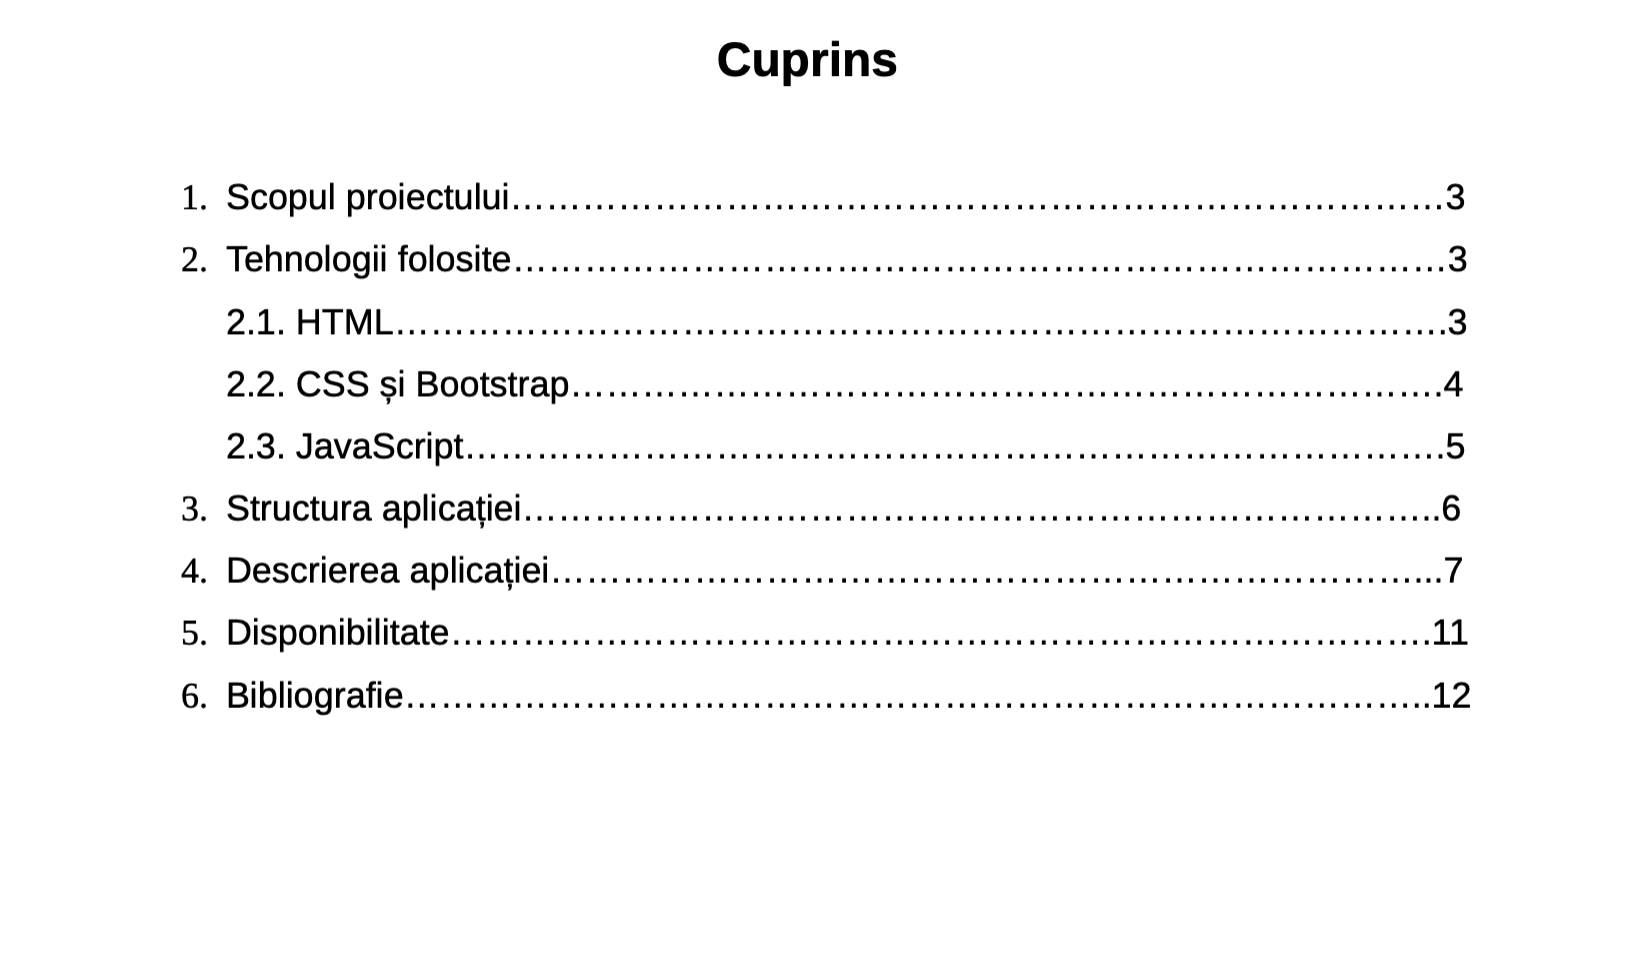 Cuprins
1. Scopul proiectului……………………………………………………………………3
2. Tehnologii folosite……………………………………………………………………3
2.1. HTML…………………………………………………………………………….3
2.2. CSS și Bootstrap……………………………………………………………….4
2.3. JavaScript……………………………………………………………………….5
3. Structura aplicației…………………………………………………………………..6
4. Descrierea aplicației………………………………………………………………...7
5. Disponibilitate……………………………………………………………………….11
6. Bibliografie…………………………………………………………………………..12